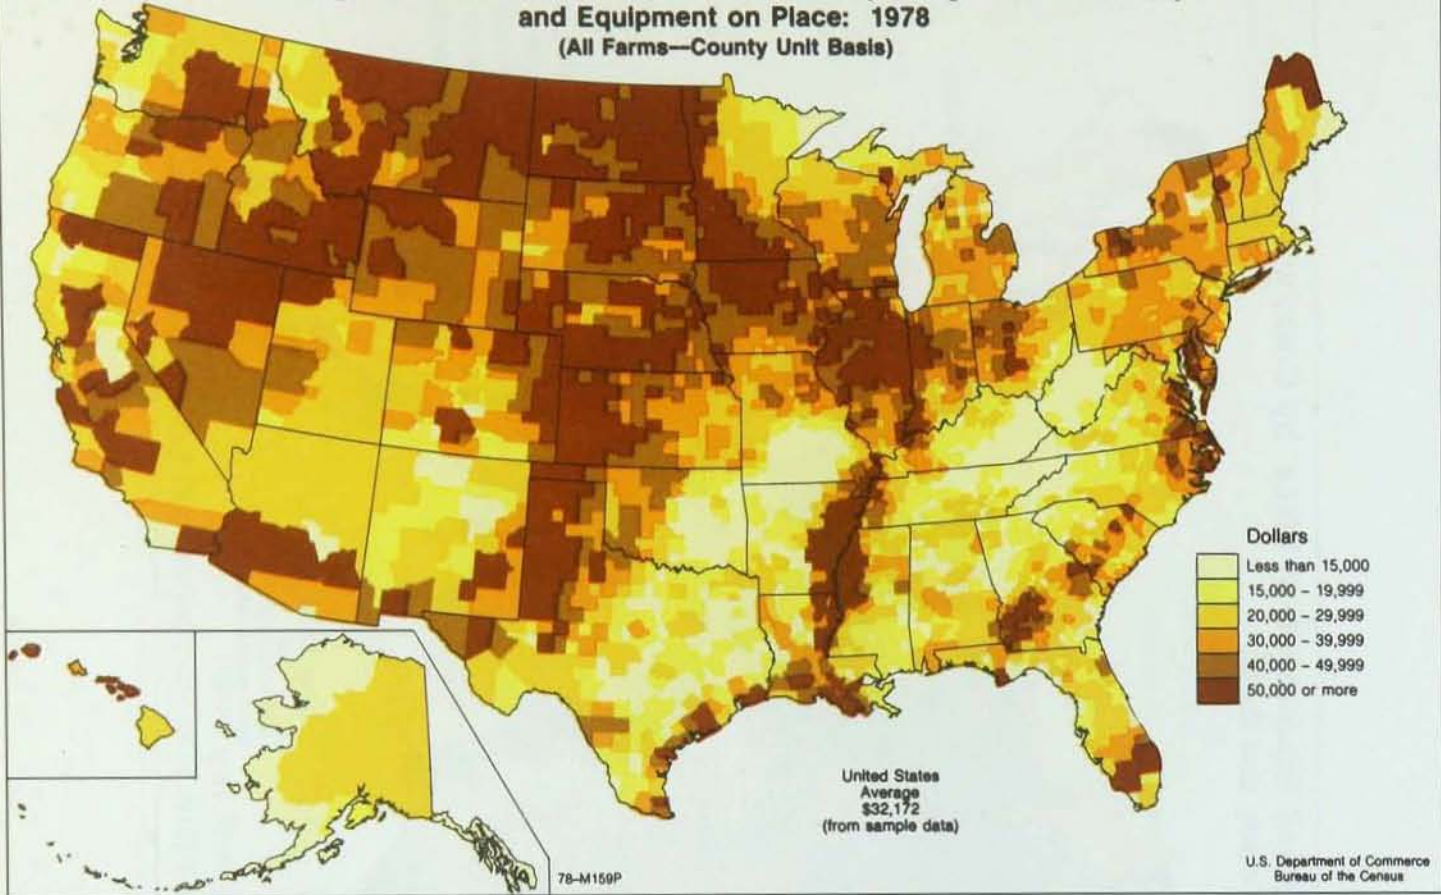 and Equipment on Place: 1978
(All Farms—County Unit Basis)
Dollars
Less than 15,000
15,000 – 19,999
20,000 – 29,999
30,000 – 39,999
40,000 – 49,999
50,000 or more
United States
Average
$32,172
(from sample data)
78–M159P
U.S. Department of Commerce
Bureau of the Census